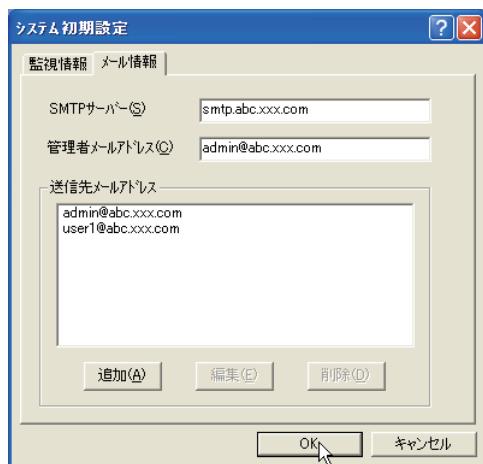 システム初期設定
監視情報 メール情報
SMTPサーバー(S) smtp.abc.xxx.com
管理者メールアドレス(C) admin@abc.xxx.com
送信先メールアドレス
admin@abc.xxx.com
user1@abc.xxx.com
追加(A) 編集(E) 削除(D)
OK キャンセル